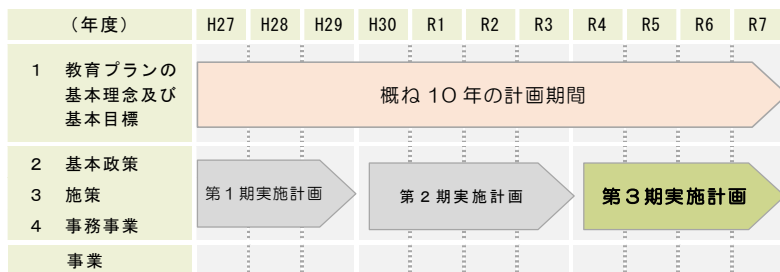 （年度） H27 H28 H29 H30 R1 R2 R3 R4 R5 R6 R7
1 教育プランの
基本理念及び
基本目標
概ね 10 年の計画期間
2 基本政策
3 施策
4 事務事業
第１期実施計画
第２期実施計画
第３期実施計画
事業